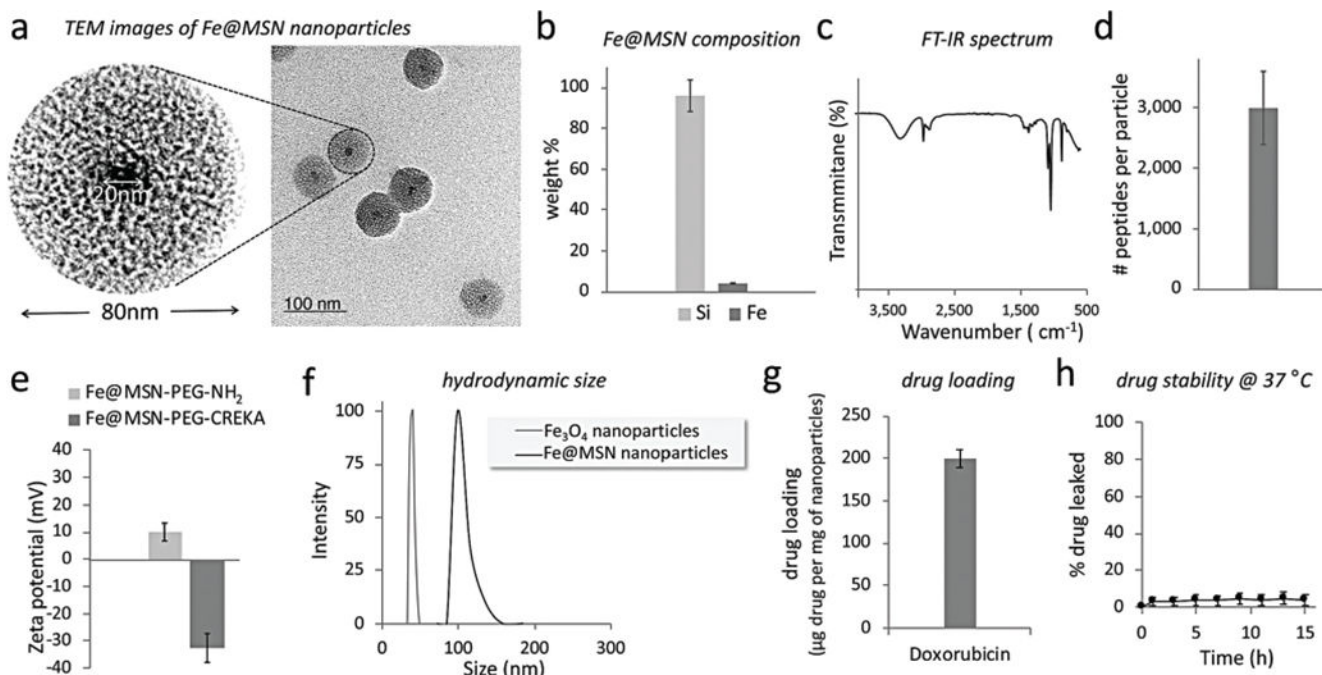 a TEM images of Fe@MSN nanoparticles
20nm
80nm
100 nm
b Fe@MSN composition
weight %
100
80
60
40
20
0
Si Fe
c FT-IR spectrum
Transmmitane (%)
3,500 2,500 1,500 500
Wavenumber ( cm⁻¹)
d
# peptides per particle
3,000
2,000
1,000
0
e
Fe@MSN-PEG-NH₂
Fe@MSN-PEG-CREKA
Zeta potential (mV)
40
30
20
10
0
-10
-20
-30
-40
f hydrodynamic size
Fe₃O₄ nanoparticles
Fe@MSN nanoparticles
Intensity
100
75
50
25
0
0 100 200 300
Size (nm)
g drug loading
drug loading
(µg drug per mg of nanoparticles)
250
200
150
100
50
0
Doxorubicin
h drug stability @ 37 °C
% drug leaked
100
80
60
40
20
0
0 5 10 15
Time (h)